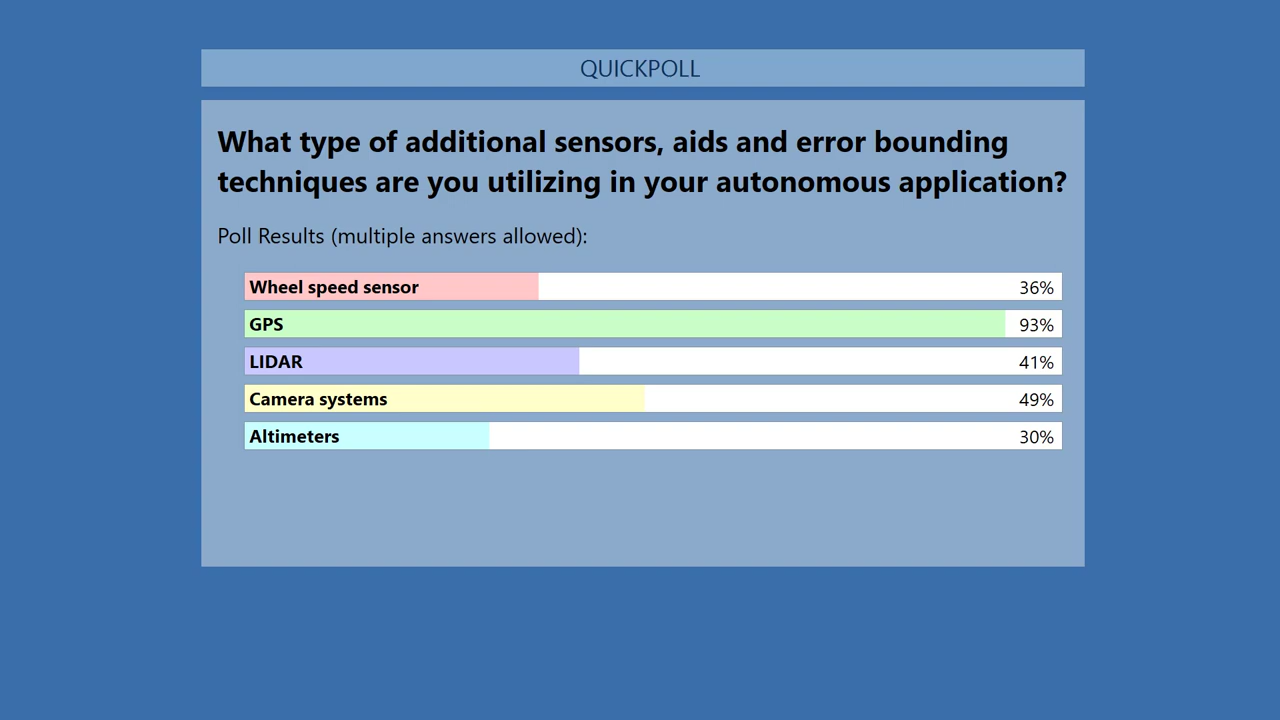 QUICKPOLL
What type of additional sensors, aids and error bounding
techniques are you utilizing in your autonomous application?
Poll Results (multiple answers allowed):
Wheel speed sensor 36%
GPS 93%
LIDAR 41%
Camera systems 49%
Altimeters 30%